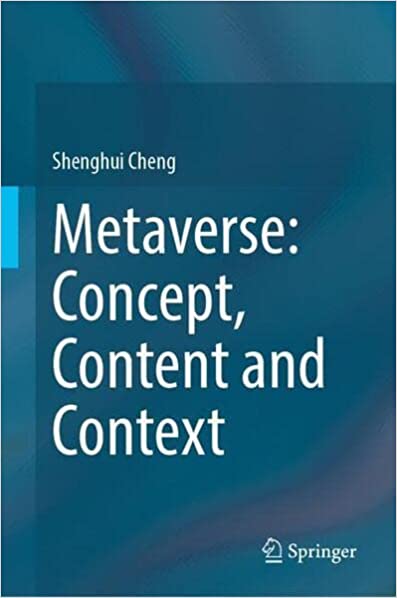 Shenghui Cheng
Metaverse:
Concept,
Content and
Context
Springer